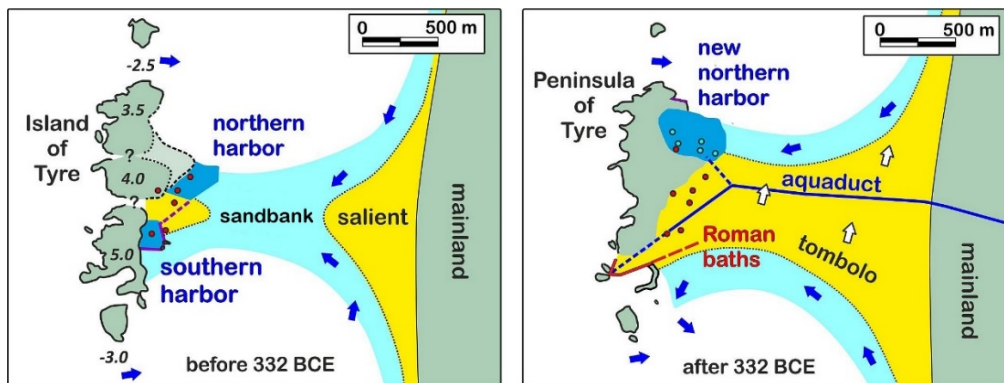 0 500 m
-2.5
3.5
Island
of
Tyre
northern
harbor
?
4.0
?
sandbank
salient
mainland
5.0
southern
harbor
-3.0
before 332 BCE
0 500 m
new
northern
harbor
Peninsula
of
Tyre
aquaduct
Roman
baths
tombolo
mainland
after 332 BCE